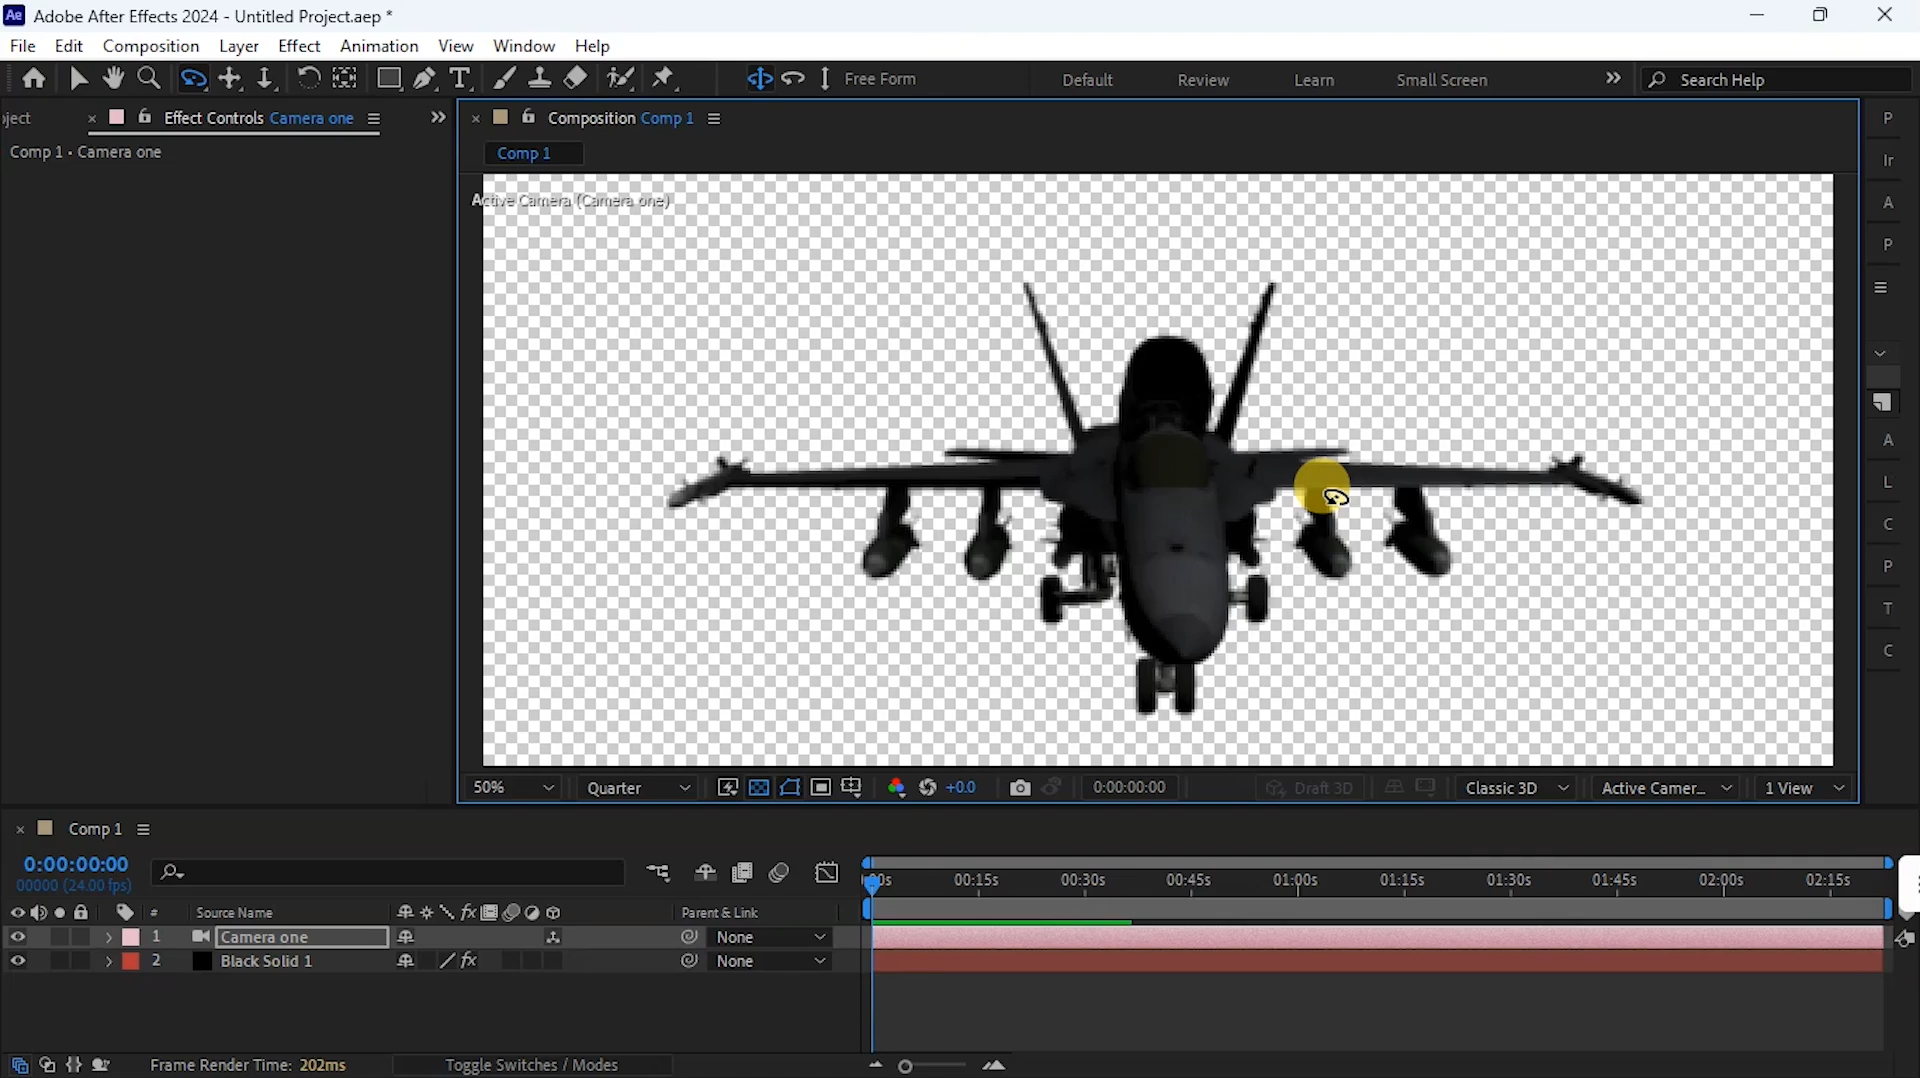 Ae Adobe After Effects 2024 - Untitled Project.aep *
File Edit Composition Layer Effect Animation View Window Help
T Free Form Default Review Learn Small Screen Search Help
ject Effect Controls Camera one
Composition Comp 1
Comp 1 • Camera one
Comp 1
Active Camera (Camera one)
P
Ir
A
P
A
L
C
P
T
C
50% Quarter +0.0 0:00:00:00 Draft 3D Classic 3D Active Camer... 1 View
Comp 1
0:00:00:00
00000 (24.00 fps)
00s 00:15s 00:30s 00:45s 01:00s 01:15s 01:30s 01:45s 02:00s 02:15s
# Source Name fx Parent & Link
1 Camera one None
2 Black Solid 1 fx None
Frame Render Time: 202ms Toggle Switches / Modes